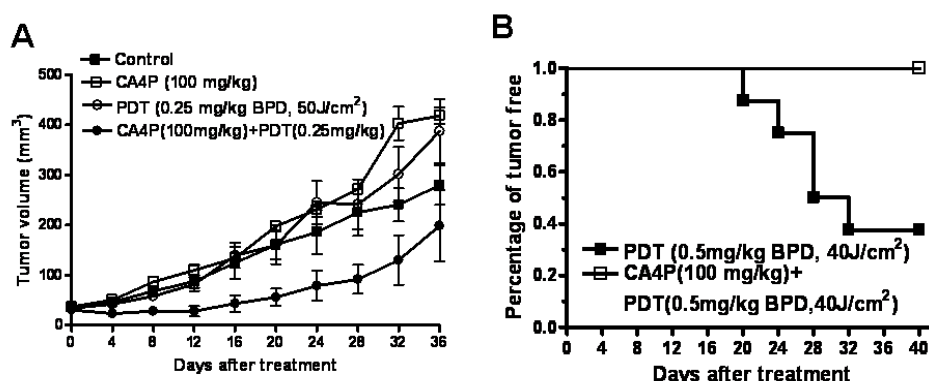 A
Control
CA4P (100 mg/kg)
PDT (0.25 mg/kg BPD, 50J/cm²)
CA4P(100mg/kg)+PDT(0.25mg/kg)
Tumor volume (mm³)
500
400
300
200
100
0
0 4 8 12 16 20 24 28 32 36
Days after treatment
B
Percentage of tumor free
1.0
0.8
0.6
0.4
0.2
0.0
PDT (0.5mg/kg BPD, 40J/cm²)
CA4P(100 mg/kg)+
PDT(0.5mg/kg BPD,40J/cm²)
0 4 8 12 16 20 24 28 32 36 40
Days after treatment